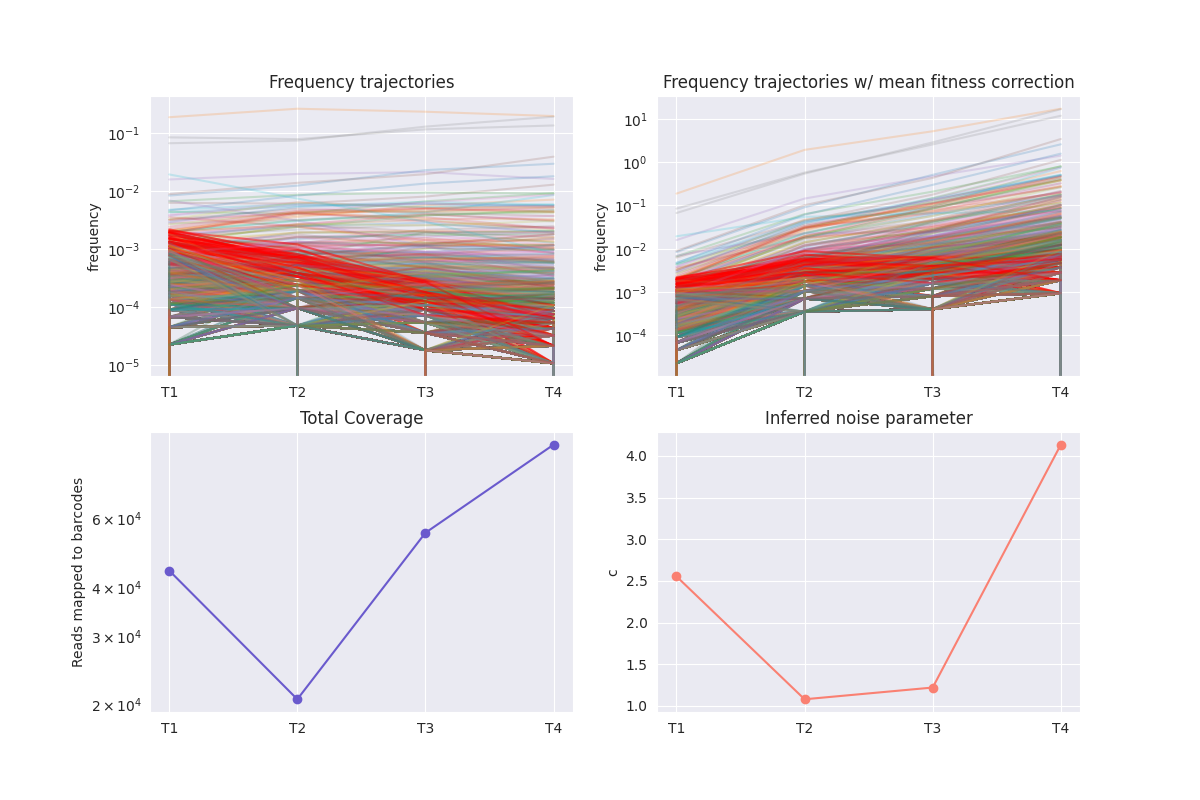 Frequency trajectories
frequency
10⁻¹
10⁻²
10⁻³
10⁻⁴
10⁻⁵
T1 T2 T3 T4
Frequency trajectories w/ mean fitness correction
frequency
10¹
10⁰
10⁻¹
10⁻²
10⁻³
10⁻⁴
T1 T2 T3 T4
Total Coverage
Reads mapped to barcodes
6 × 10⁴
4 × 10⁴
3 × 10⁴
2 × 10⁴
T1 T2 T3 T4
Inferred noise parameter
c
4.0
3.5
3.0
2.5
2.0
1.5
1.0
T1 T2 T3 T4